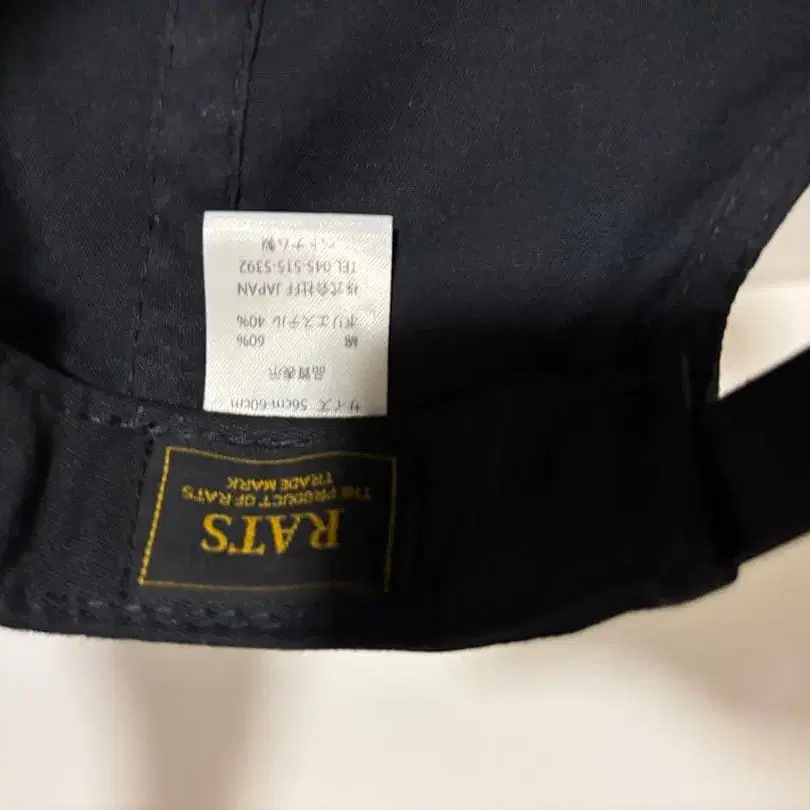 サイズ 56cm-60cm
品質表示
綿 60%
ポリエステル 40%
株式会社FF JAPAN
TEL 045-515-5392
ベトナム製
RATS
THE PRODUCT OF RATS
TRADE MARK